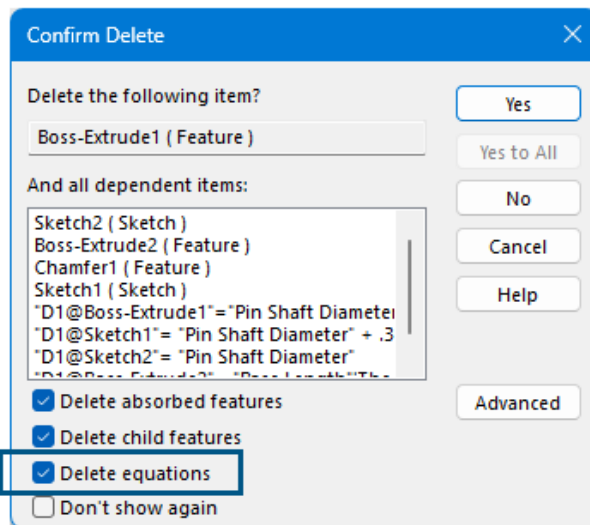 Confirm Delete
Delete the following item?
Yes
Boss-Extrude1 ( Feature )
Yes to All
And all dependent items:
No
Sketch2 ( Sketch )
Boss-Extrude2 ( Feature )
Cancel
Chamfer1 ( Feature )
Sketch1 ( Sketch )
Help
"D1@Boss-Extrude1"="Pin Shaft Diameter
"D1@Sketch1"= "Pin Shaft Diameter" + .3
"D1@Sketch2"= "Pin Shaft Diameter"
Delete absorbed features
Advanced
Delete child features
Delete equations
Don't show again